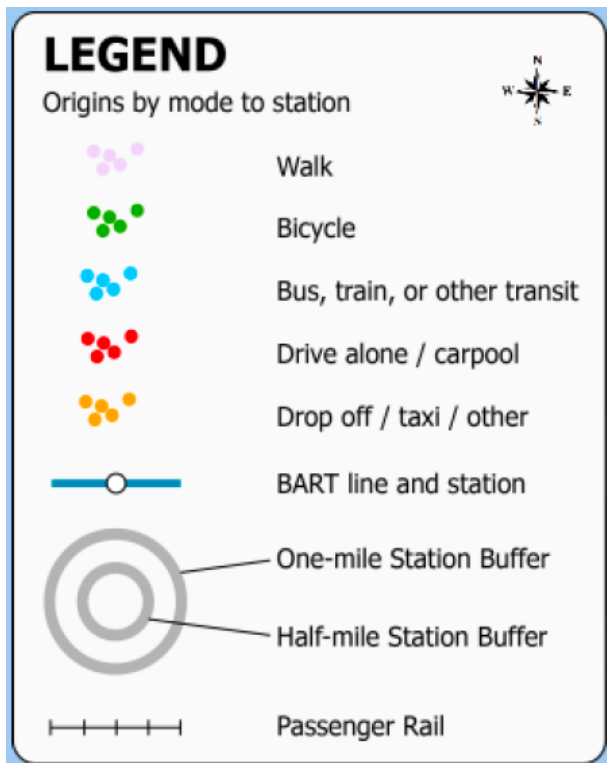 LEGEND
Origins by mode to station
N
W E
S
Walk
Bicycle
Bus, train, or other transit
Drive alone / carpool
Drop off / taxi / other
BART line and station
One-mile Station Buffer
Half-mile Station Buffer
Passenger Rail